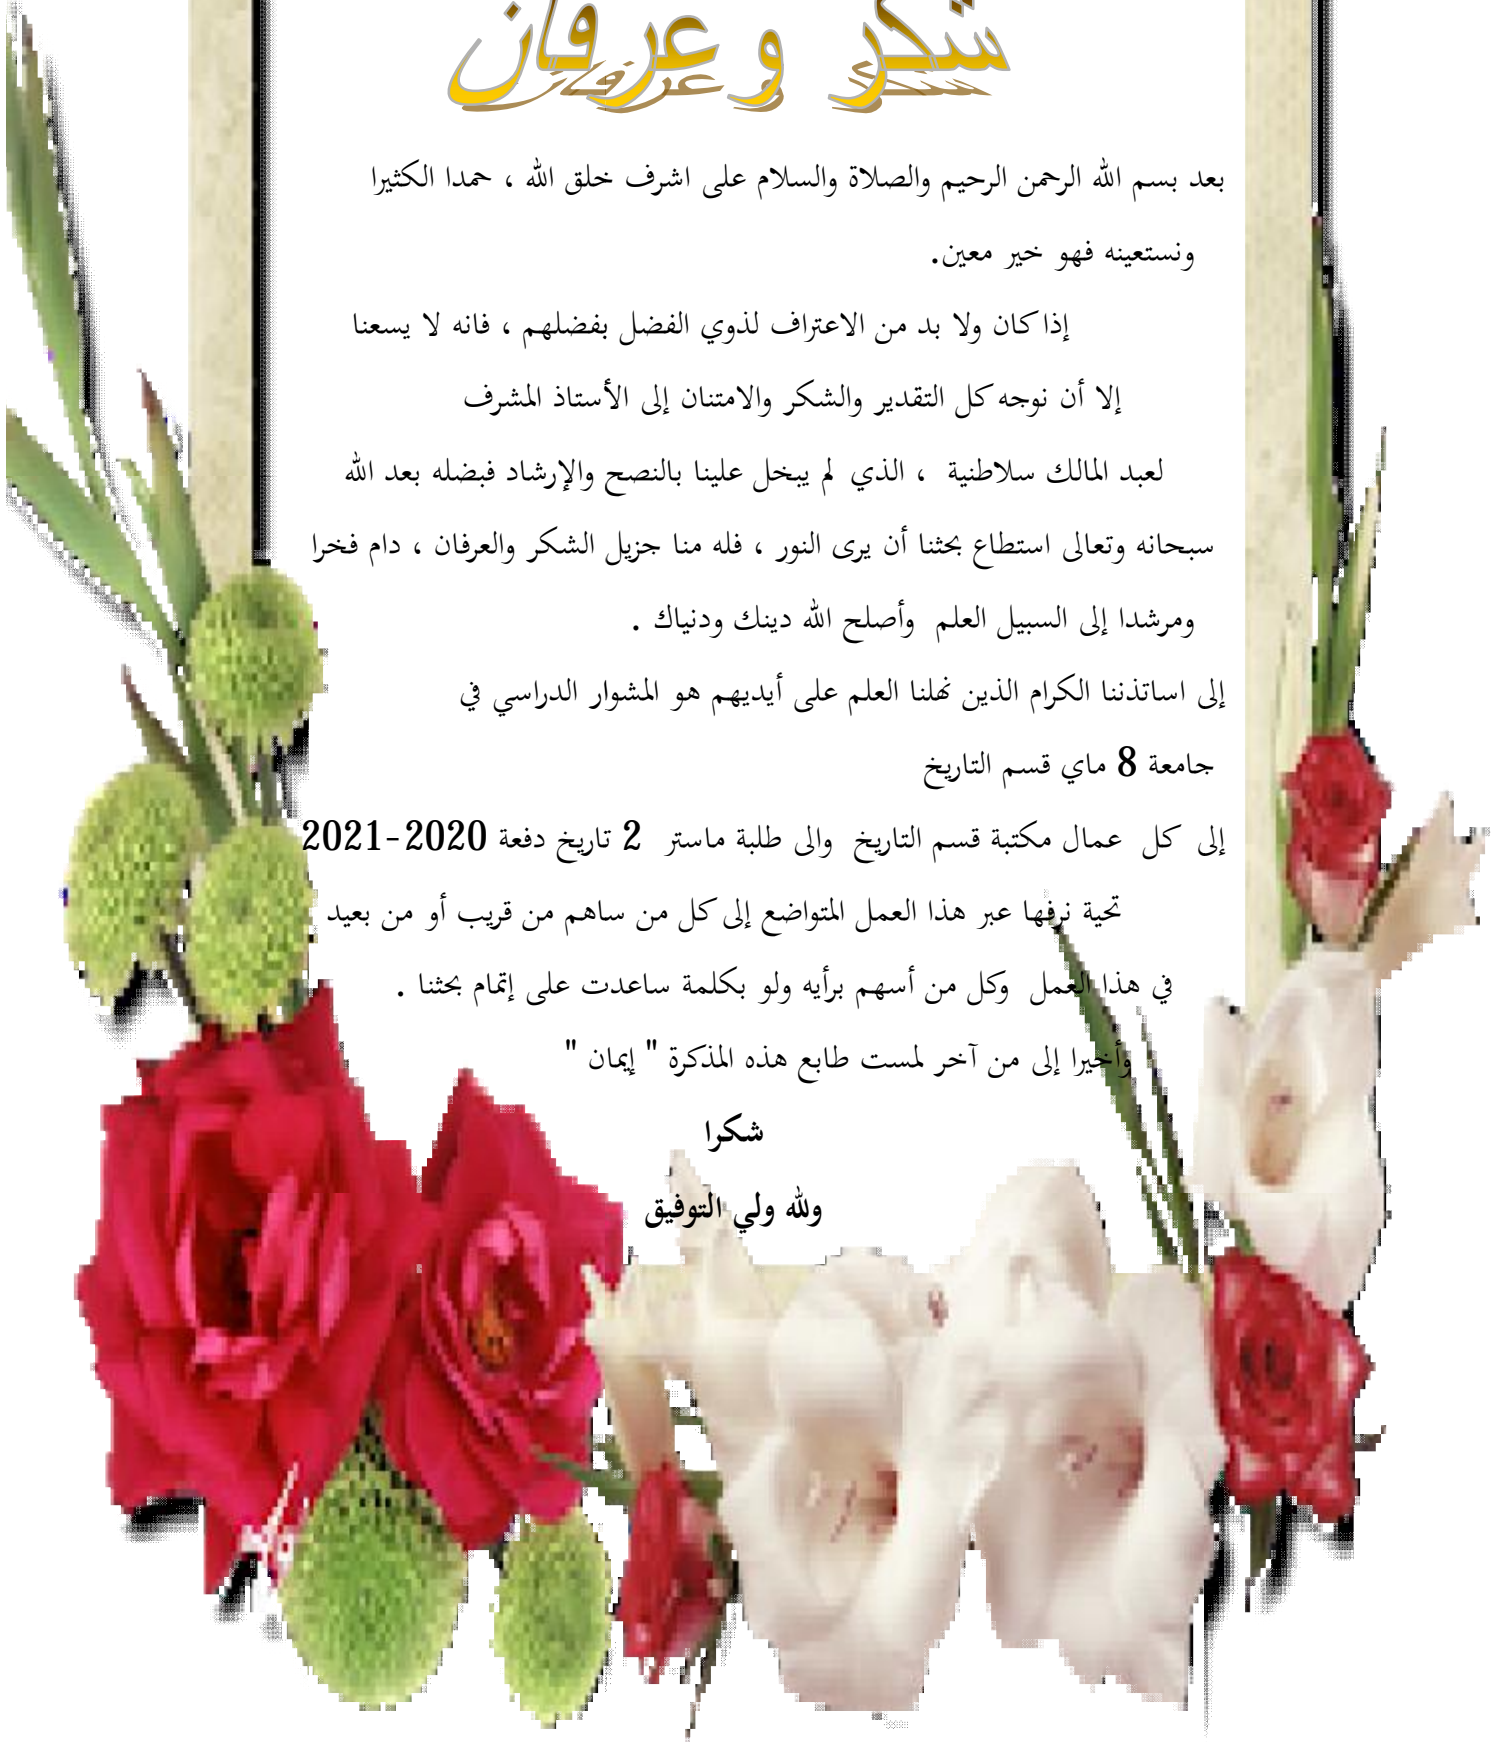 شكر و عرفان
بعد بسم الله الرحمن الرحيم والصلاة والسلام على اشرف خلق الله ، حمدا الكثيرا
ونستعينه فهو خير معين.
إذا كان ولا بد من الاعتراف لذوي الفضل بفضلهم ، فانه لا يسعنا
إلا أن نوجه كل التقدير والشكر والامتنان إلى الأستاذ المشرف
لعبد المالك سلاطنية ، الذي لم يبخل علينا بالنصح والإرشاد فبضله بعد الله
سبحانه وتعالى استطاع بحثنا أن يرى النور ، فله منا جزيل الشكر والعرفان ، دام فخرا
ومرشدا إلى السبيل العلم وأصلح الله دينك ودنياك .
إلى اساتذننا الكرام الذين نهلنا العلم على أيديهم هو المشوار الدراسي في
جامعة 8 ماي قسم التاريخ
إلى كل عمال مكتبة قسم التاريخ والى طلبة ماستر 2 تاريخ دفعة 2020-2021
تحية نرفها عبر هذا العمل المتواضع إلى كل من ساهم من قريب أو من بعيد
في هذا العمل وكل من أسهم برأيه ولو بكلمة ساعدت على إتمام بحثنا .
وأخيرا إلى من آخر لمست طابع هذه المذكرة " إيمان "
شكرا
ولله ولي التوفيق